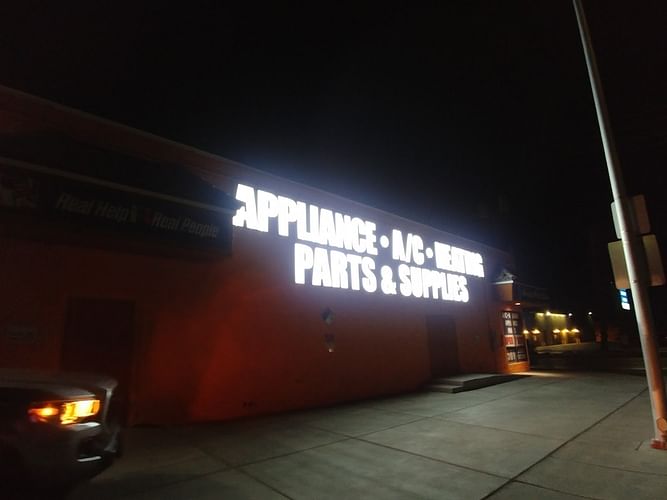 Real Help Real People
APPLIANCE • A/C • HEATING
PARTS & SUPPLIES